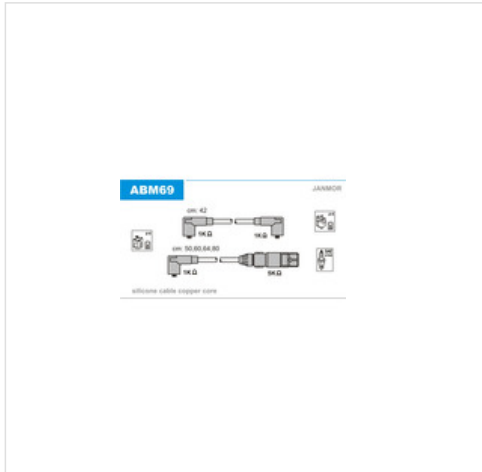 ABM69
JANMOR
cm: 42
1KΩ 1KΩ
cm: 50,60,64,80
1KΩ 5KΩ
silicone cable copper core